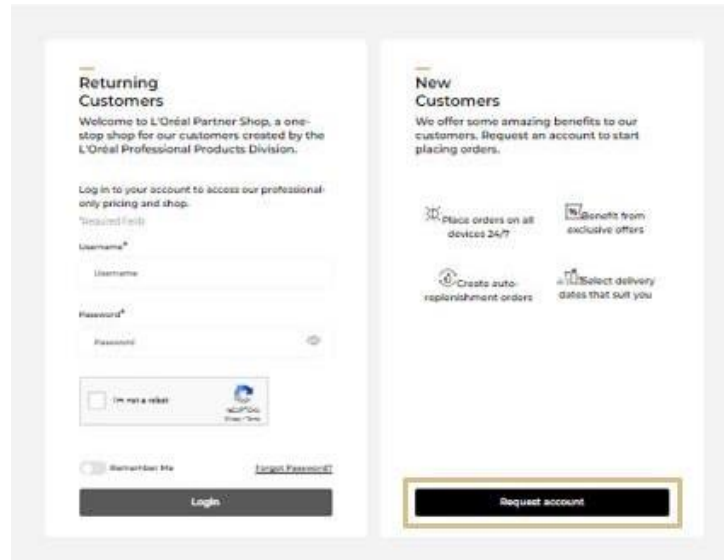 Returning
Customers
Welcome to L'Oréal Partner Shop, a one-
stop shop for our customers created by the
L'Oréal Professional Products Division.
Log in to your account to access our professional-
only pricing and shop.
*Required Fields
Username*
Username
Password*
Password
I'm not a robot
reCAPTCHA
Privacy - Terms
Remember Me
Forgot Password?
Login
New
Customers
We offer some amazing benefits to our
customers. Request an account to start
placing orders.
Place orders on all
devices 24/7
Benefit from
exclusive offers
Create auto-
replenishment orders
Select delivery
dates that suit you
Request account